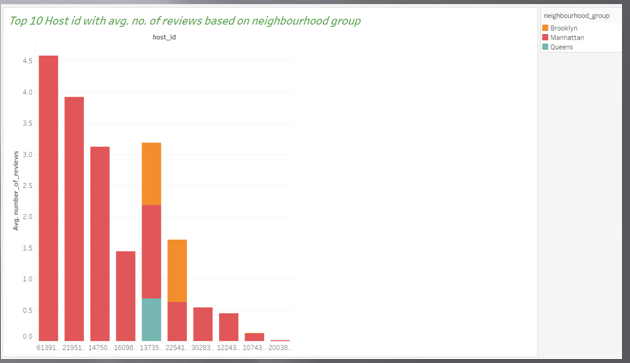 Top 10 Host id with avg. no. of reviews based on neighbourhood group
host_id
neighbourhood_group
Brooklyn
Manhattan
Queens
Avg. number_of_reviews
4.5
4.0
3.5
3.0
2.5
2.0
1.5
1.0
0.5
0.0
61391.. 21951.. 14750.. 16098.. 13735.. 22541.. 30283.. 12243.. 10743.. 20038..